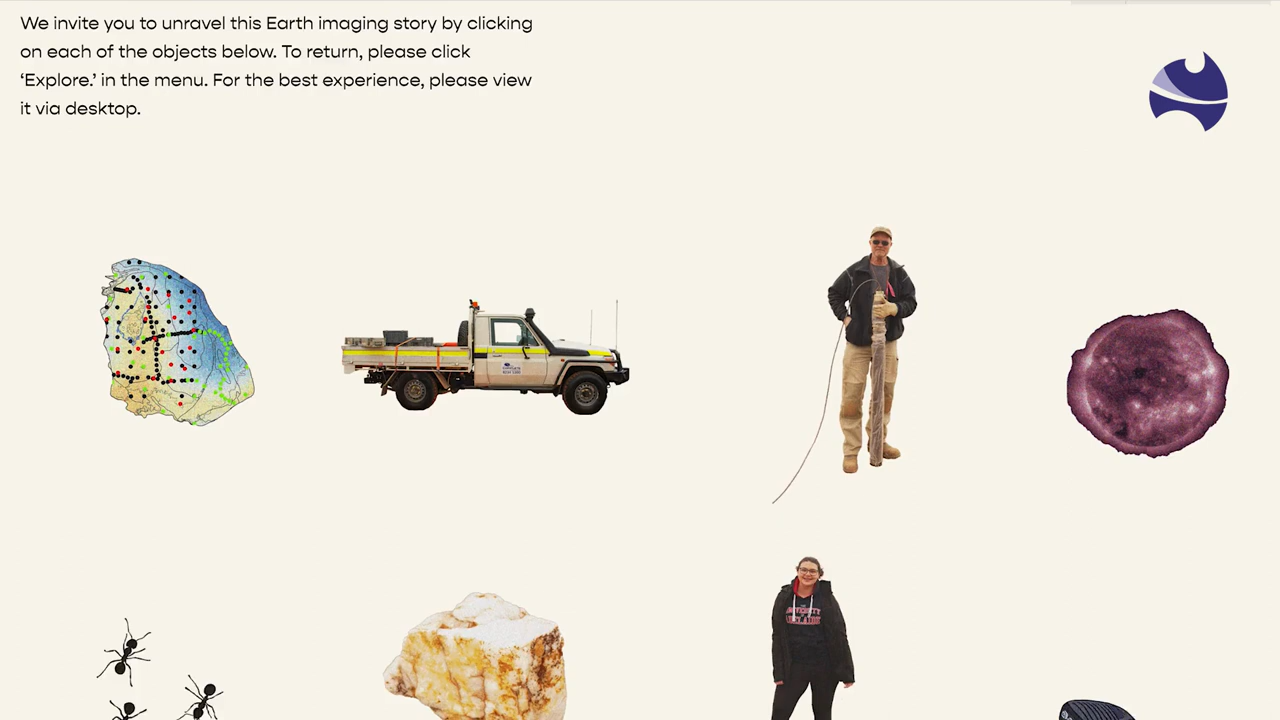 We invite you to unravel this Earth imaging story by clicking
on each of the objects below. To return, please click
‘Explore.’ in the menu. For the best experience, please view
it via desktop.